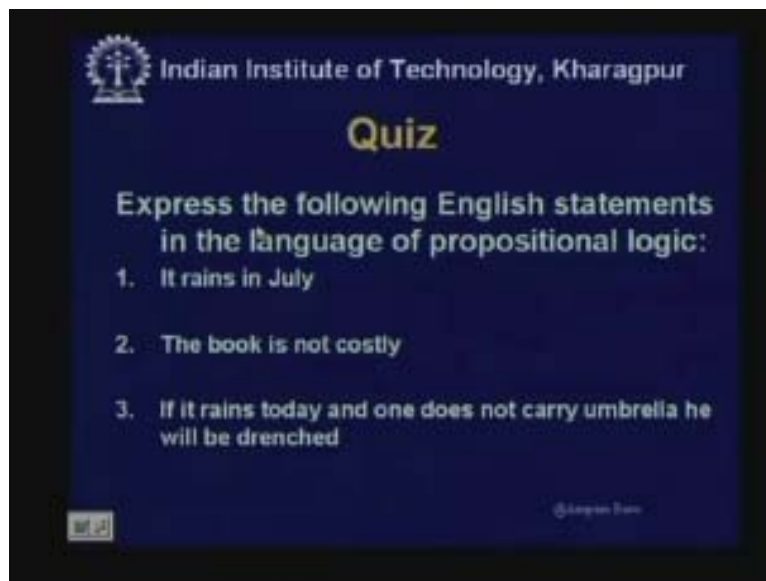 Indian Institute of Technology, Kharagpur
Quiz
Express the following English statements
in the language of propositional logic:
1. It rains in July
2. The book is not costly
3. If it rains today and one does not carry umbrella he
will be drenched